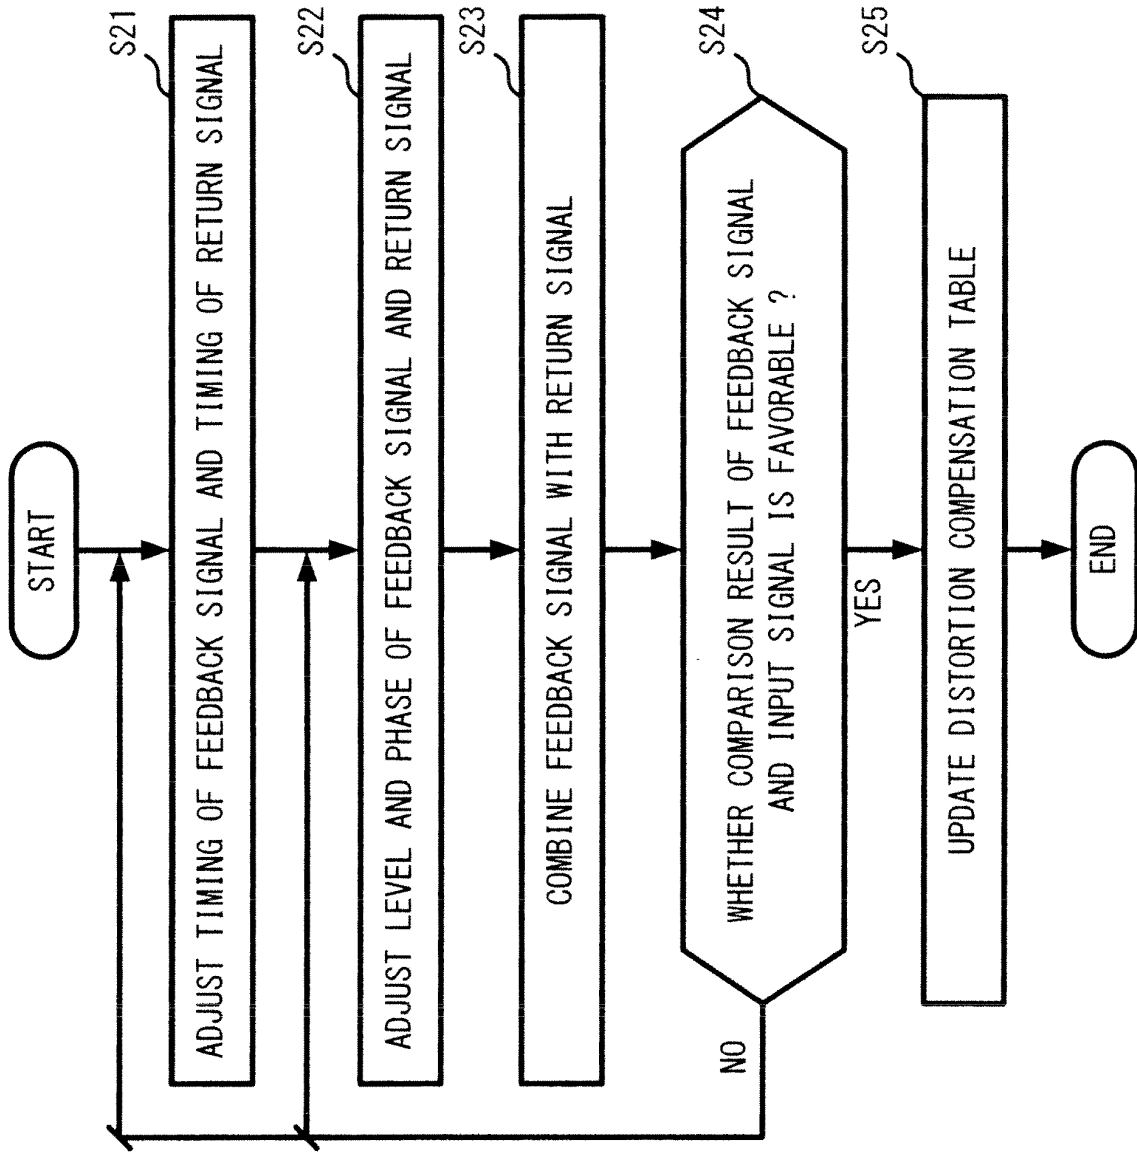 START
S21
ADJUST TIMING OF FEEDBACK SIGNAL AND TIMING OF RETURN SIGNAL
S22
ADJUST LEVEL AND PHASE OF FEEDBACK SIGNAL AND RETURN SIGNAL
S23
COMBINE FEEDBACK SIGNAL WITH RETURN SIGNAL
S24
WHETHER COMPARISON RESULT OF FEEDBACK SIGNAL
AND INPUT SIGNAL IS FAVORABLE ?
NO
YES
S25
UPDATE DISTORTION COMPENSATION TABLE
END